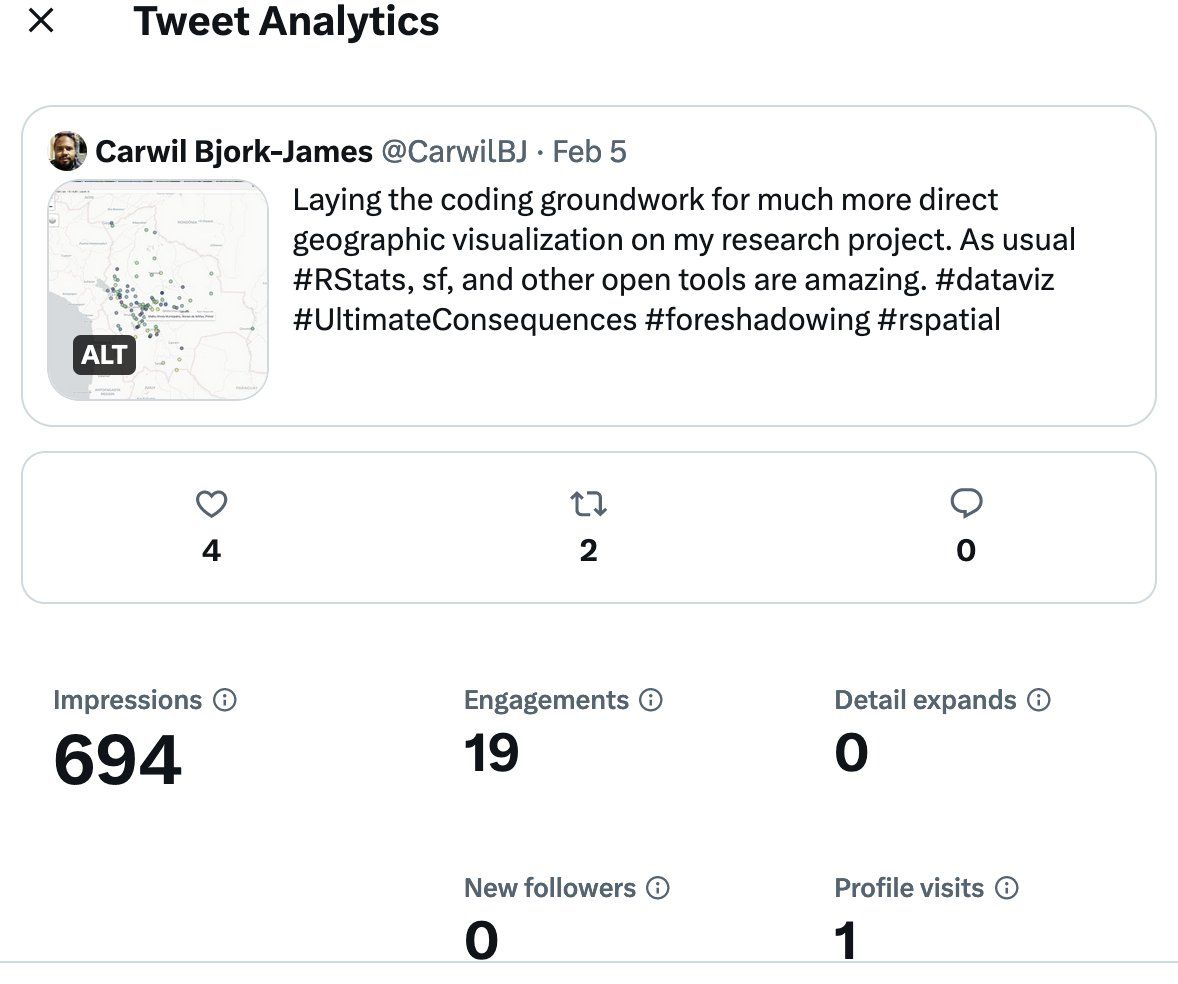 Tweet Analytics
Carwil Bjork-James @CarwilBJ · Feb 5
Laying the coding groundwork for much more direct
geographic visualization on my research project. As usual
#RStats, sf, and other open tools are amazing. #dataviz
#UltimateConsequences #foreshadowing #rspatial
ALT
4
2
0
Impressions
694
Engagements
19
Detail expands
0
New followers
0
Profile visits
1